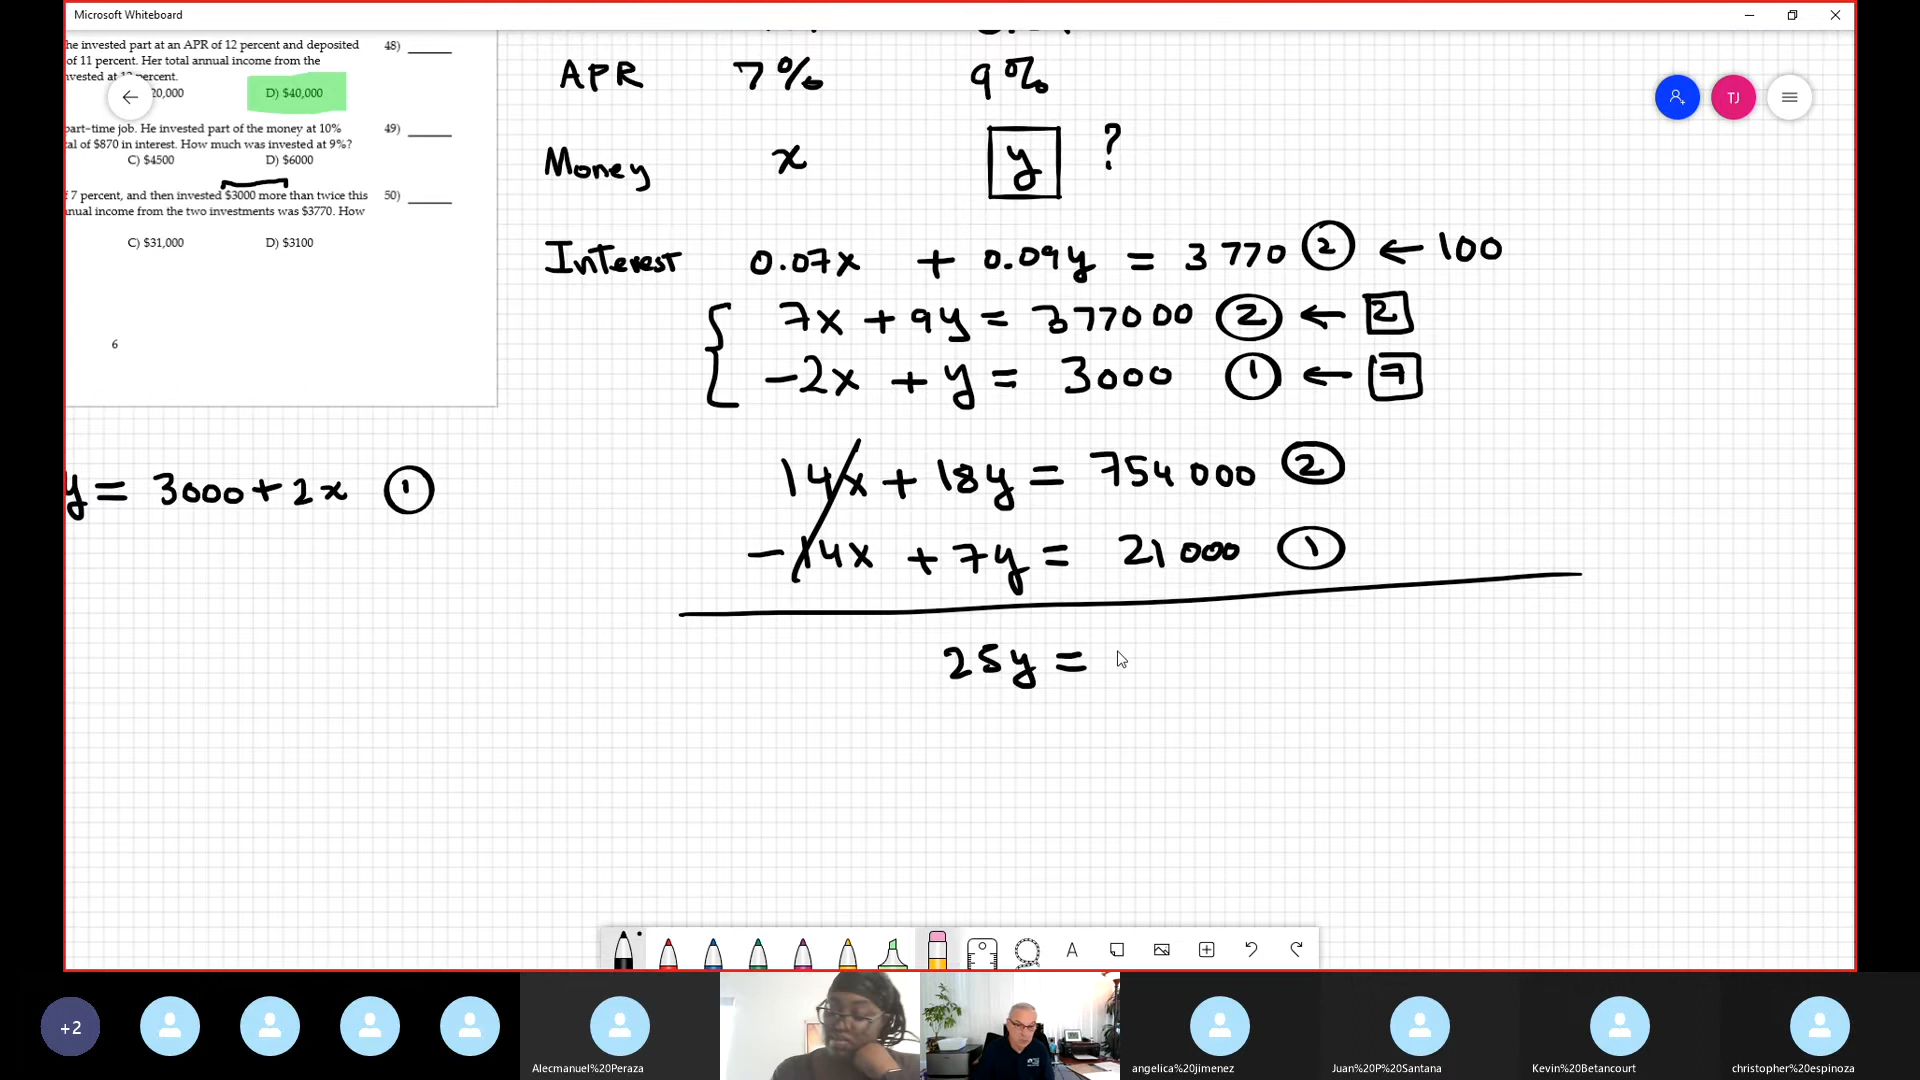 Microsoft Whiteboard
he invested part at an APR of 12 percent and deposited 48)
of 11 percent. Her total annual income from the
nvested at 12 percent.
20,000 D) $40,000
part-time job. He invested part of the money at 10% 49)
al of $870 in interest. How much was invested at 9%?
C) $4500 D) $6000
7 percent, and then invested $3000 more than twice this 50)
nual income from the two investments was $3770. How
C) $31,000 D) $3100
6
APR 7% 9%
TJ
Money x y ?
Interest 0.07x + 0.09y = 3770 ② ← 100
7x + 9y = 377000 ② ← 2
-2x + y = 3000 ① ← 7
y = 3000 + 2x ①
14x + 18y = 754000 ②
-14x + 7y = 21000 ①
25y =
A
+2
Alecmanuel%20Peraza
angelica%20jimenez
Juan%20P%20Santana
Kevin%20Betancourt
christopher%20espinoza